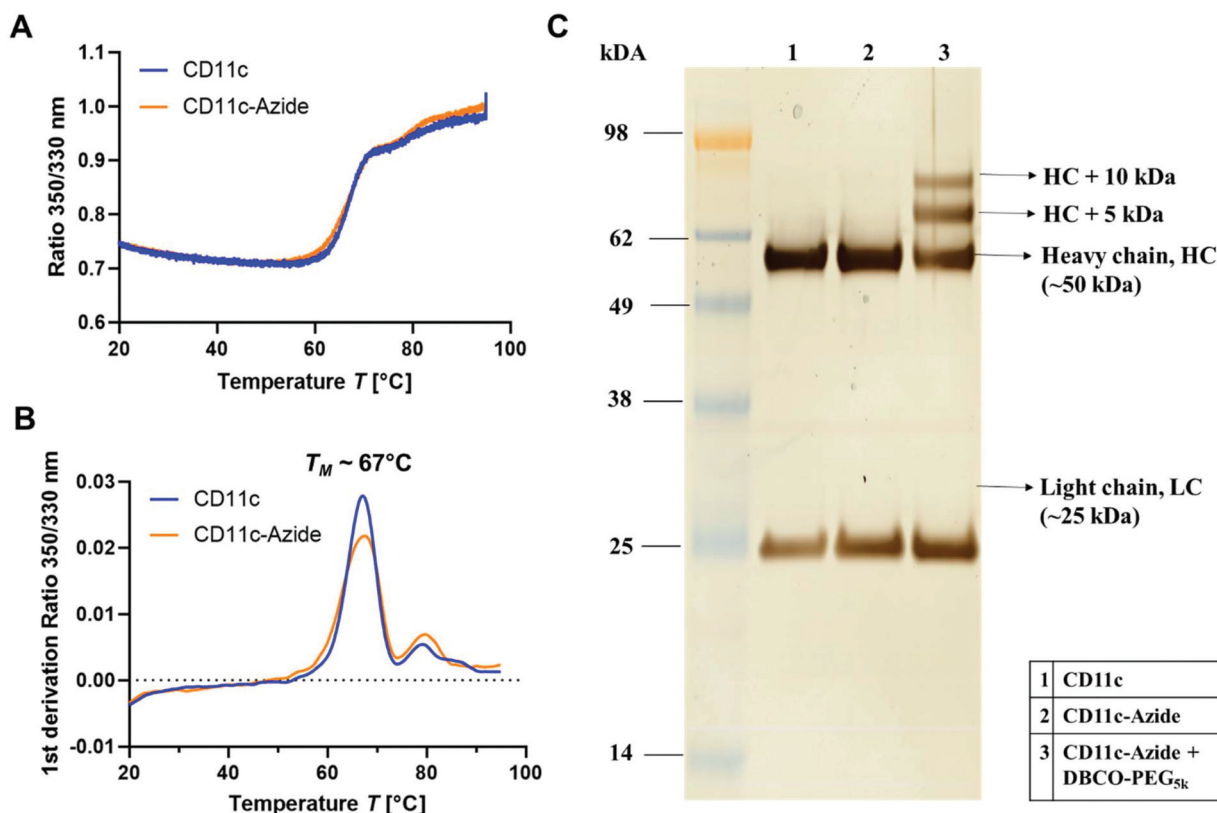 A
1.1
1.0
0.9
0.8
0.7
0.6
Ratio 350/330 nm
CD11c
CD11c-Azide
20
40
60
80
100
Temperature T [°C]
B
T_M ~ 67°C
0.03
0.02
0.01
0.00
-0.01
1st derivation Ratio 350/330 nm
CD11c
CD11c-Azide
20
40
60
80
100
Temperature T [°C]
C
kDA
1 2 3
98
62
49
38
25
14
HC + 10 kDa
HC + 5 kDa
Heavy chain, HC
(~50 kDa)
Light chain, LC
(~25 kDa)
1 CD11c
2 CD11c-Azide
3 CD11c-Azide +
DBCO-PEG5k